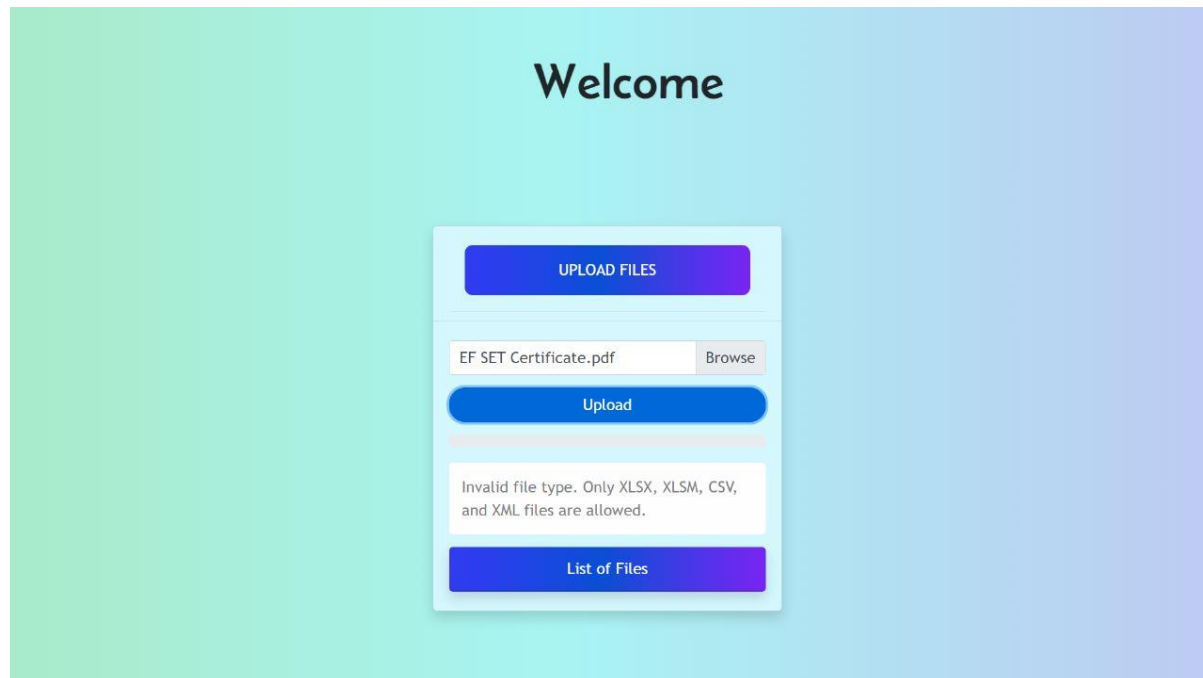 Welcome
UPLOAD FILES
EF SET Certificate.pdf Browse
Upload
Invalid file type. Only XLSX, XLSM, CSV,
and XML files are allowed.
List of Files